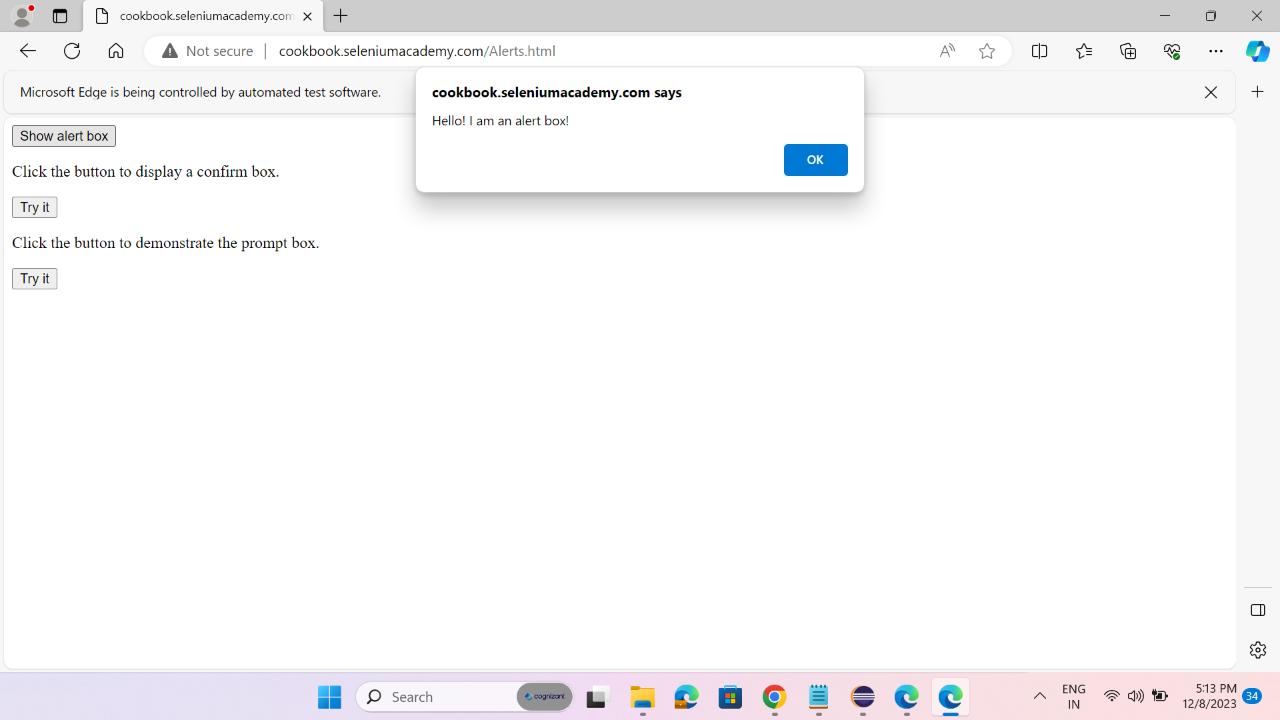 cookbook.seleniumacademy.com
Not secure
cookbook.seleniumacademy.com/Alerts.html
Microsoft Edge is being controlled by automated test software.
cookbook.seleniumacademy.com says
Hello! I am an alert box!
OK
Show alert box
Click the button to display a confirm box.
Try it
Click the button to demonstrate the prompt box.
Try it
Search
cognizant
ENG
IN
5:13 PM
12/8/2023
34